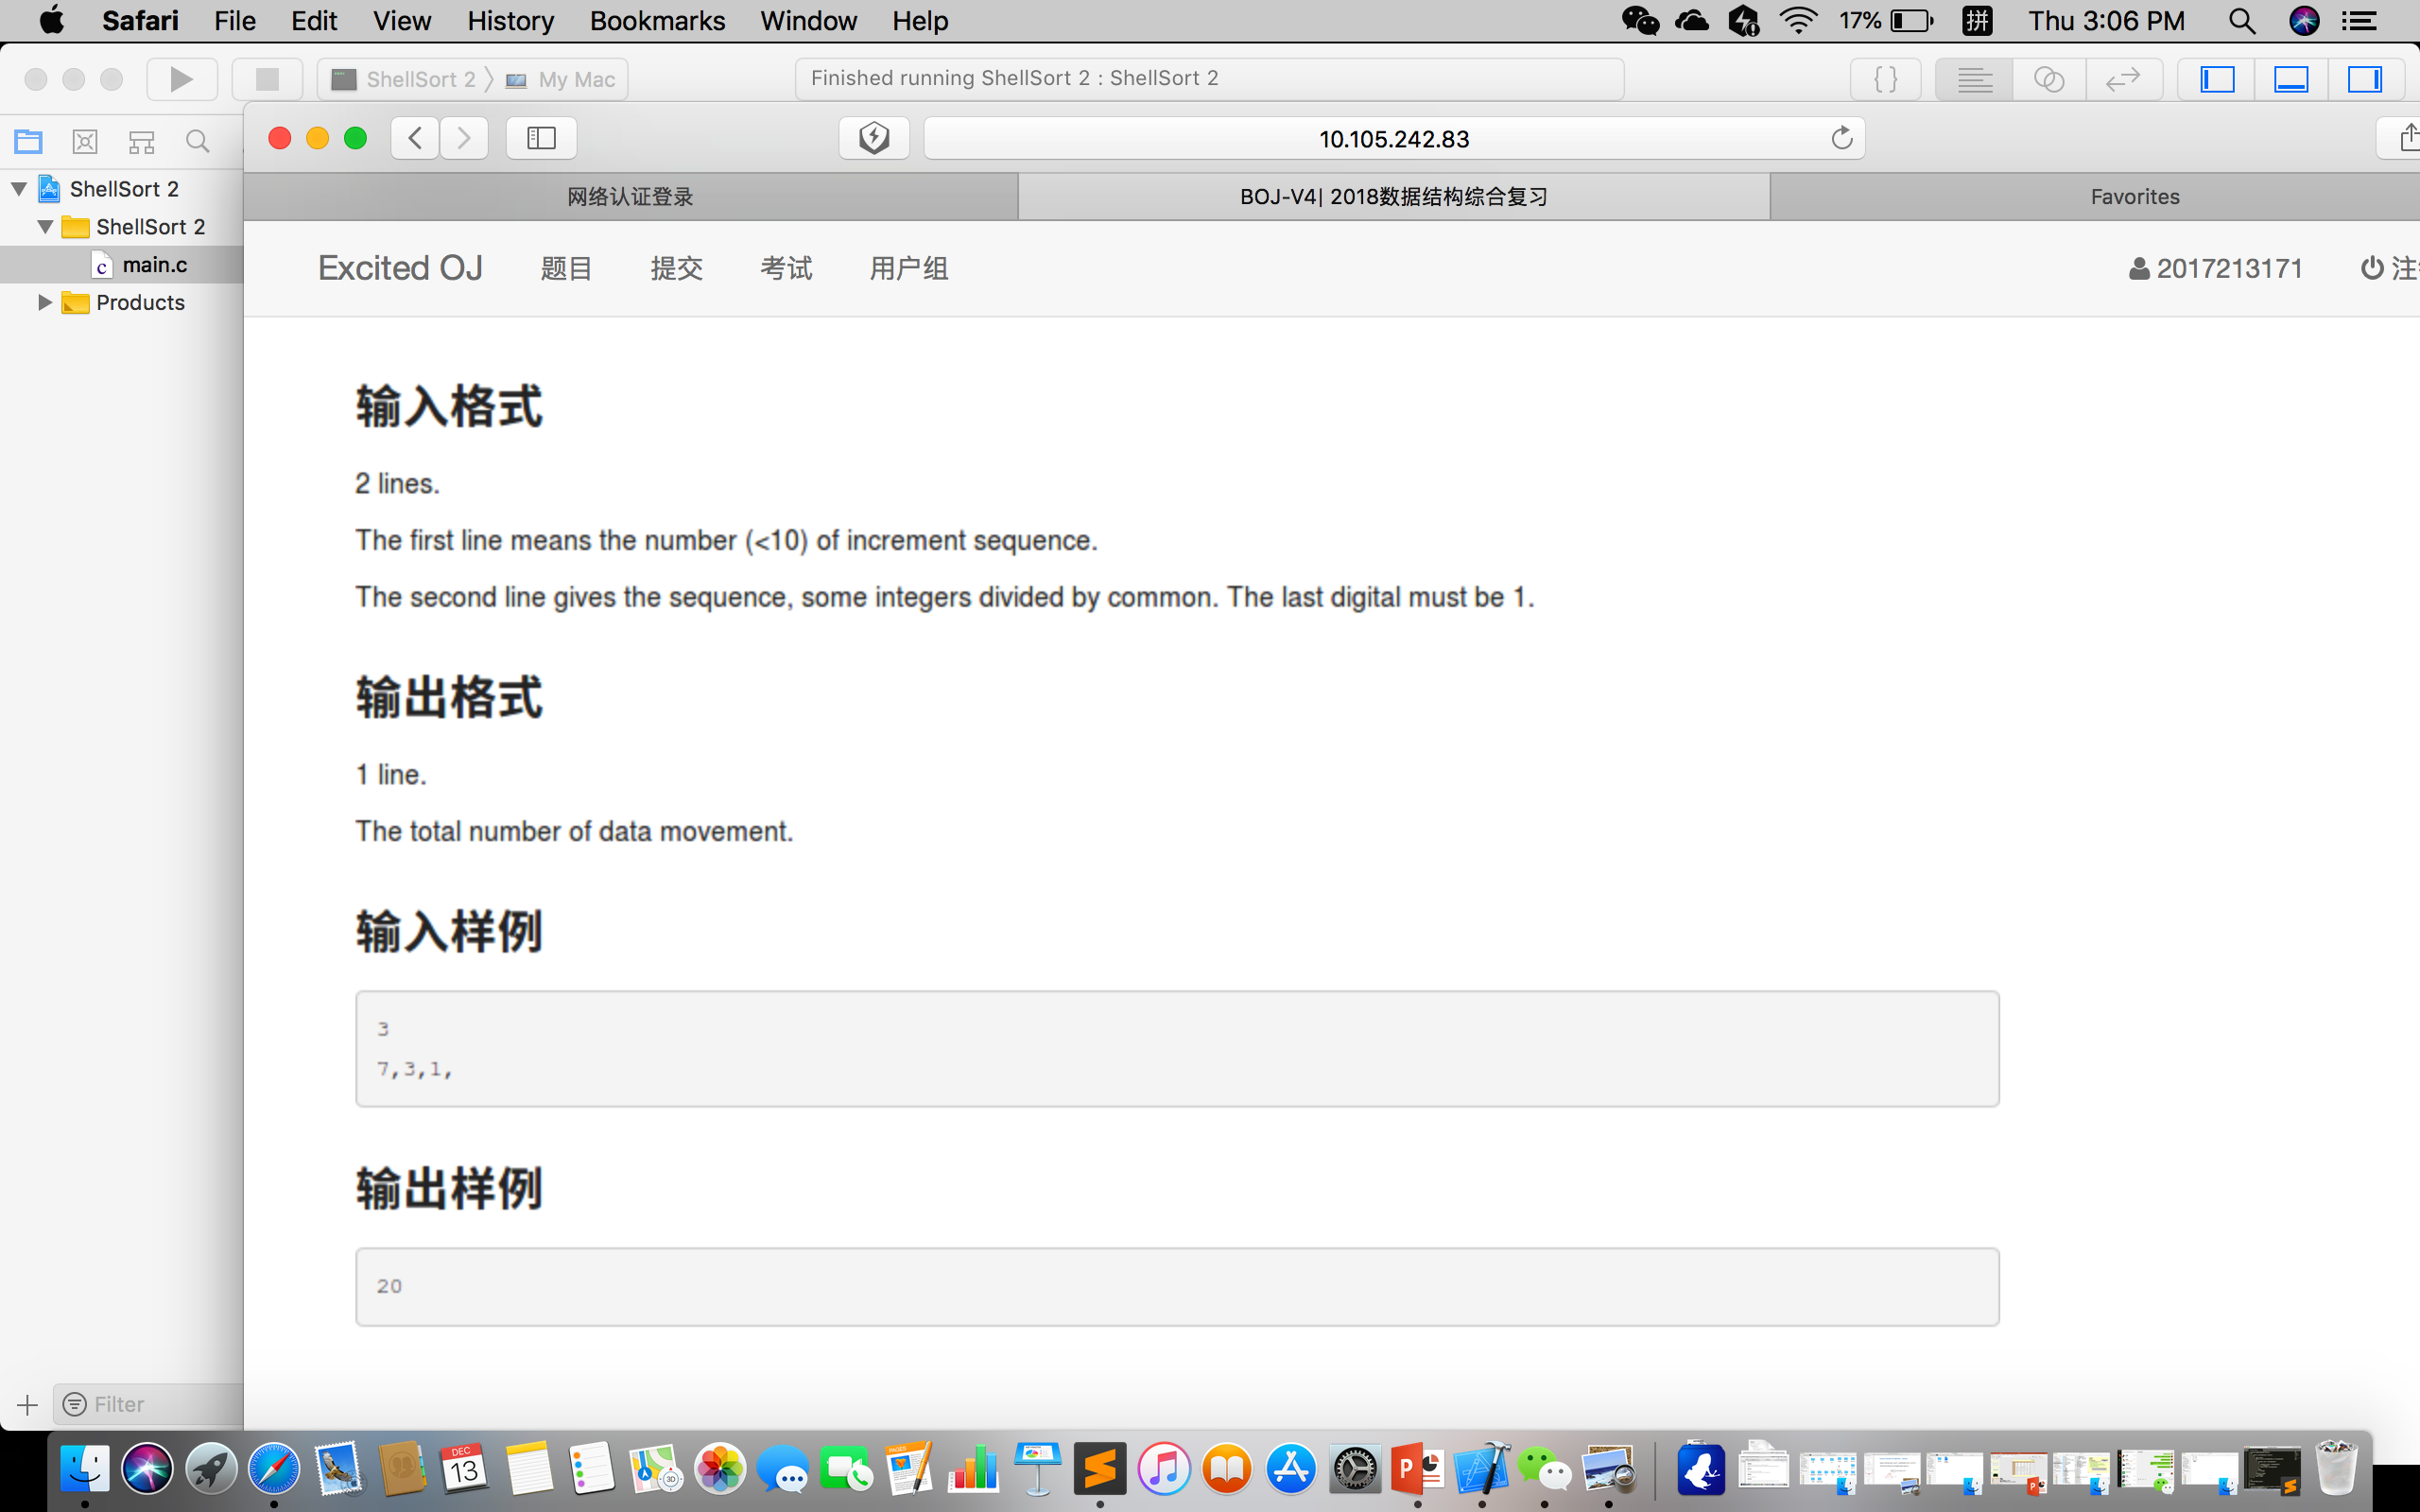 Safari File Edit View History Bookmarks Window Help 17% 拼 Thu 3:06 PM
ShellSort 2 My Mac Finished running ShellSort 2 : ShellSort 2
10.105.242.83
网络认证登录 BOJ-V4| 2018数据结构综合复习 Favorites
ShellSort 2
ShellSort 2
main.c
Products
Excited OJ 题目 提交 考试 用户组 2017213171 注
输入格式
2 lines.
The first line means the number (<10) of increment sequence.
The second line gives the sequence, some integers divided by common. The last digital must be 1.
输出格式
1 line.
The total number of data movement.
输入样例
3
7,3,1,
输出样例
20
Filter
DEC
13
PAGES
3D
P